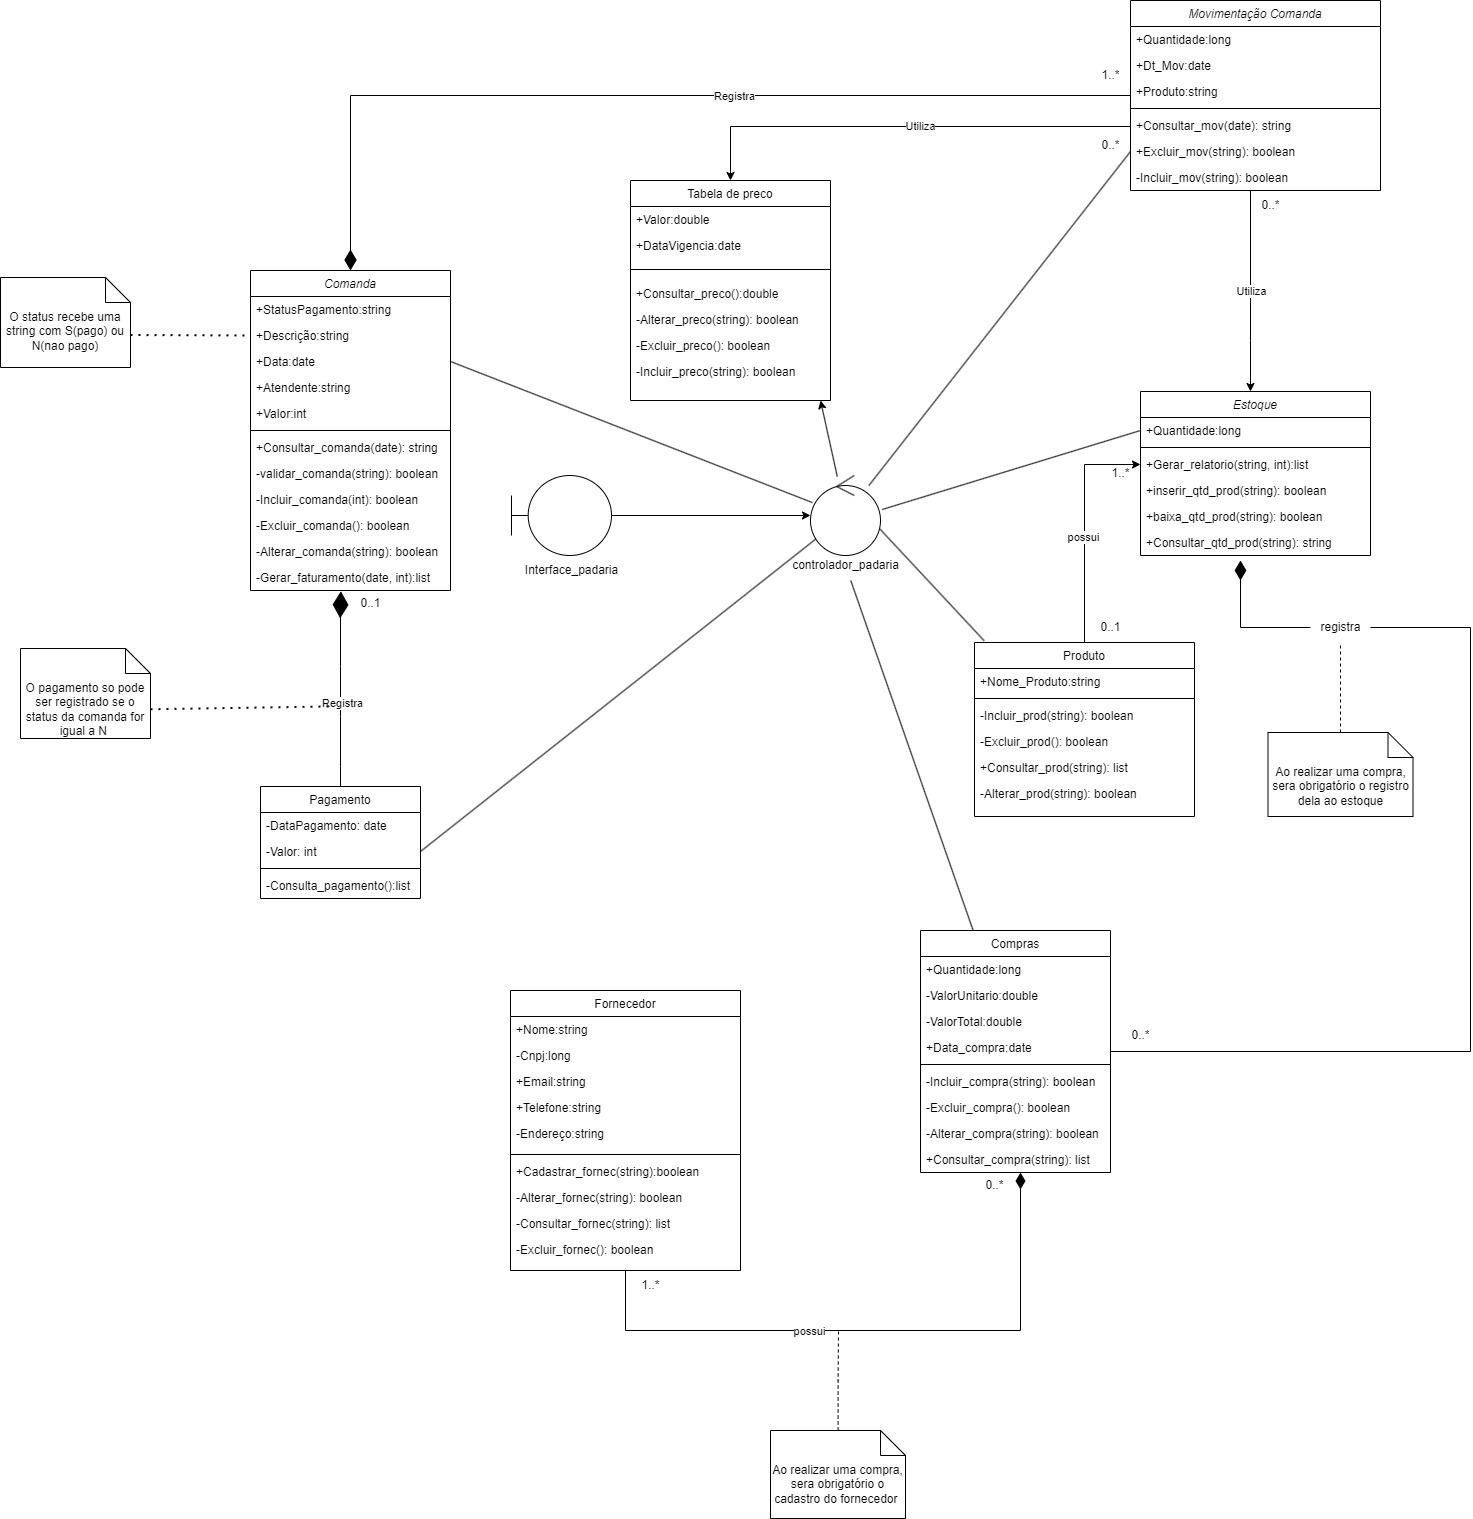 Movimentação Comanda
+Quantidade:long
+Dt_Mov:date
+Produto:string
+Consultar_mov(date): string
+Excluir_mov(string): boolean
-Incluir_mov(string): boolean
1..*
Registra
Utiliza
0..*
0..*
Utiliza
Tabela de preco
+Valor:double
+DataVigencia:date
+Consultar_preco():double
-Alterar_preco(string): boolean
-Excluir_preco(): boolean
-Incluir_preco(string): boolean
O status recebe uma
string com S(pago) ou
N(nao pago)
Comanda
+StatusPagamento:string
+Descrição:string
+Data:date
+Atendente:string
+Valor:int
+Consultar_comanda(date): string
-validar_comanda(string): boolean
-Incluir_comanda(int): boolean
-Excluir_comanda(): boolean
-Alterar_comanda(string): boolean
-Gerar_faturamento(date, int):list
0..1
Interface_padaria
controlador_padaria
Estoque
+Quantidade:long
+Gerar_relatorio(string, int):list
+inserir_qtd_prod(string): boolean
+baixa_qtd_prod(string): boolean
+Consultar_qtd_prod(string): string
1..*
possui
0..1
registra
O pagamento so pode
ser registrado se o
status da comanda for
igual a N
Registra
Produto
+Nome_Produto:string
-Incluir_prod(string): boolean
-Excluir_prod(): boolean
+Consultar_prod(string): list
-Alterar_prod(string): boolean
Ao realizar uma compra,
sera obrigatório o registro
dela ao estoque
Pagamento
-DataPagamento: date
-Valor: int
-Consulta_pagamento():list
Compras
+Quantidade:long
-ValorUnitario:double
-ValorTotal:double
+Data_compra:date
-Incluir_compra(string): boolean
-Excluir_compra(): boolean
-Alterar_compra(string): boolean
+Consultar_compra(string): list
0..*
0..*
Fornecedor
+Nome:string
-Cnpj:long
+Email:string
+Telefone:string
-Endereço:string
+Cadastrar_fornec(string):boolean
-Alterar_fornec(string): boolean
-Consultar_fornec(string): list
-Excluir_fornec(): boolean
1..*
possui
Ao realizar uma compra,
sera obrigatório o
cadastro do fornecedor